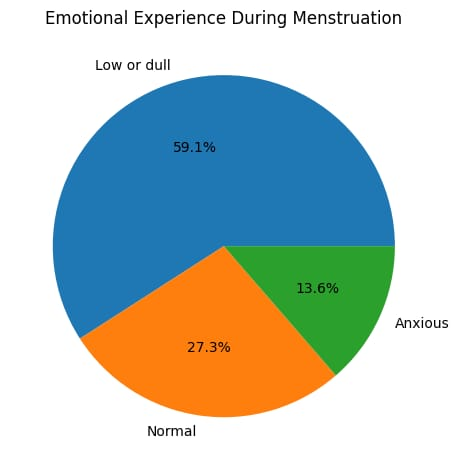 Emotional Experience During Menstruation
Low or dull
59.1%
13.6%
Anxious
27.3%
Normal